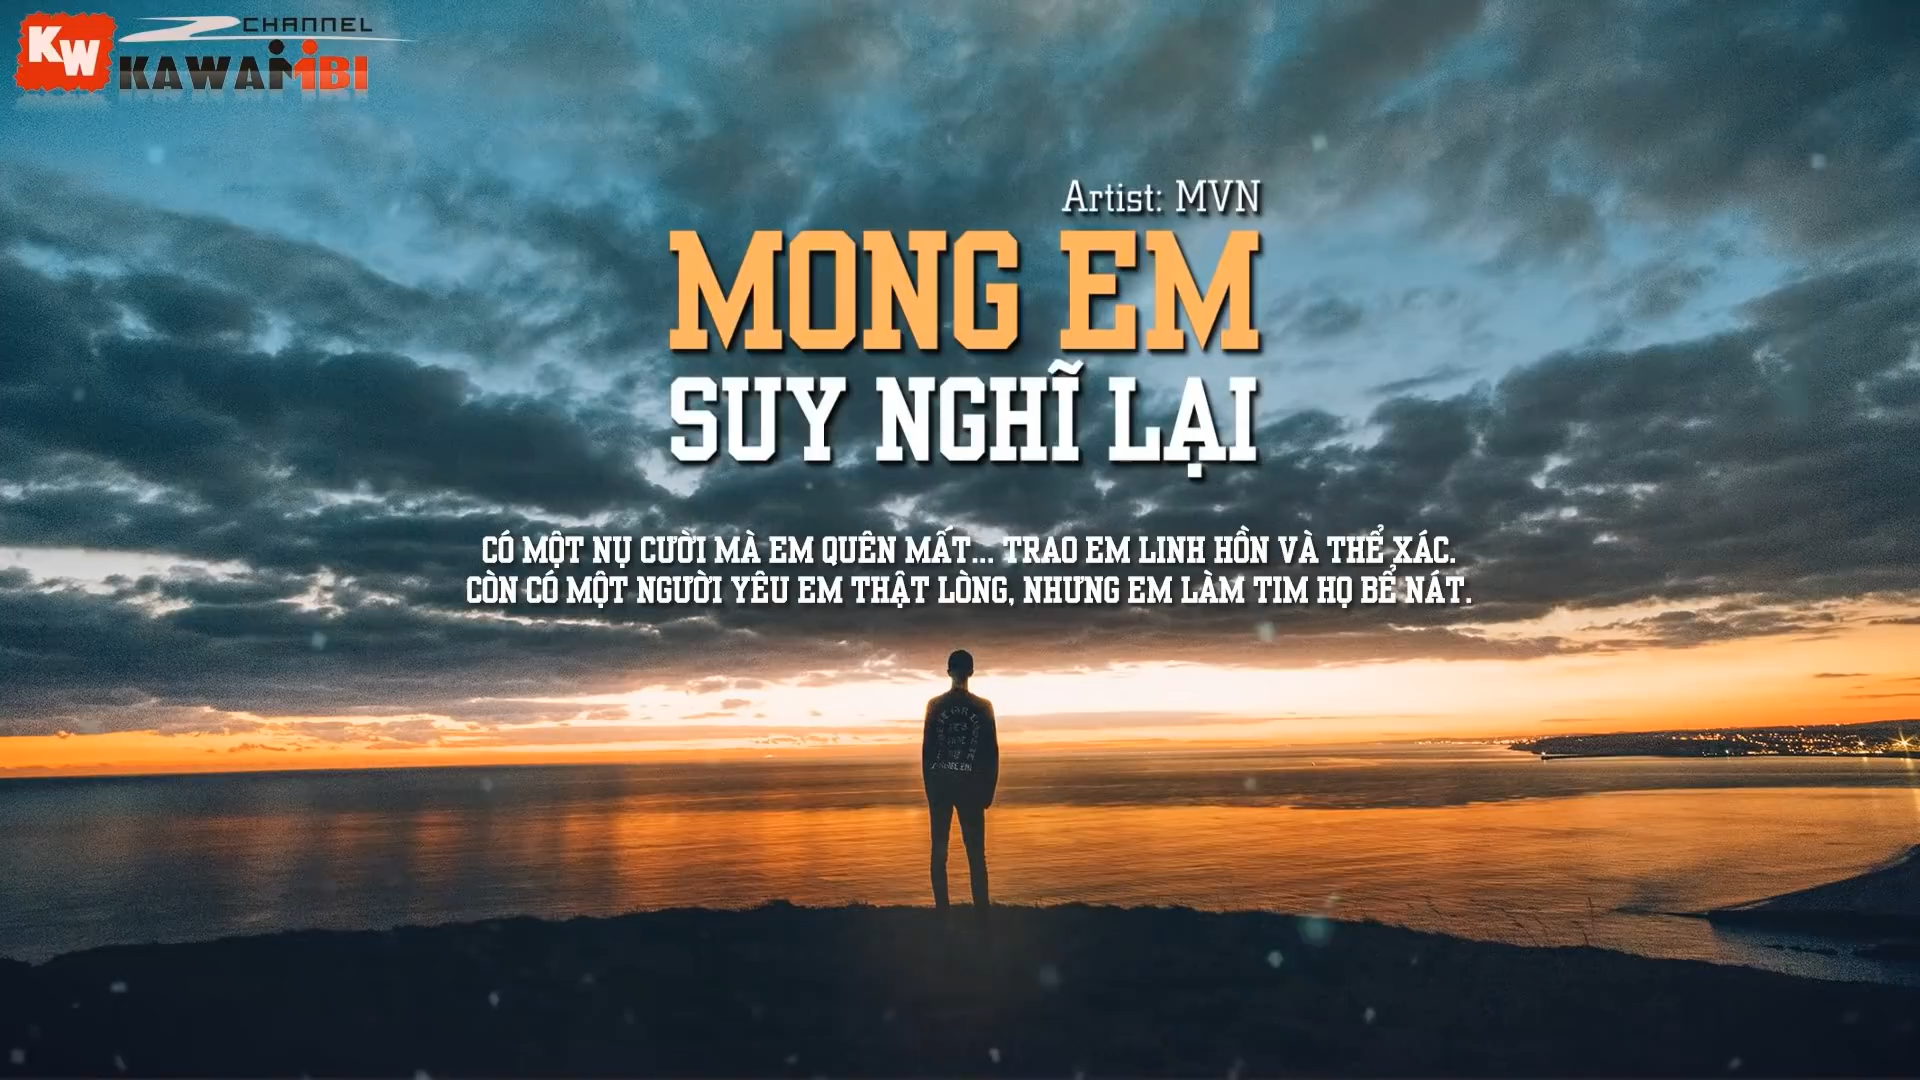 KW
CHANNEL
KAWAIIBI
Artist: MVN
MONG EM
SUY NGHĨ LẠI
CÓ MỘT NỤ CƯỜI MÀ EM QUÊN MẤT... TRAO EM LINH HỒN VÀ THỂ XÁC.
CÒN CÓ MỘT NGƯỜI YÊU EM THẬT LÒNG, NHƯNG EM LÀM TIM HỌ BỂ NÁT.